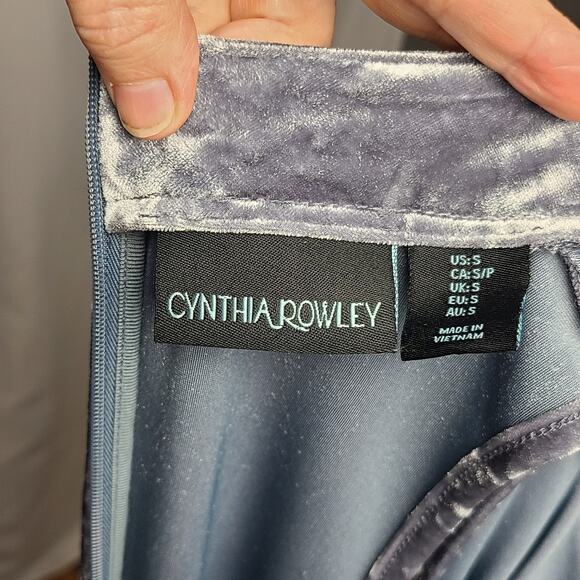 CYNTHIA ROWLEY
US: S
CA: S/P
UK: S
EU: S
AU: S
MADE IN
VIETNAM